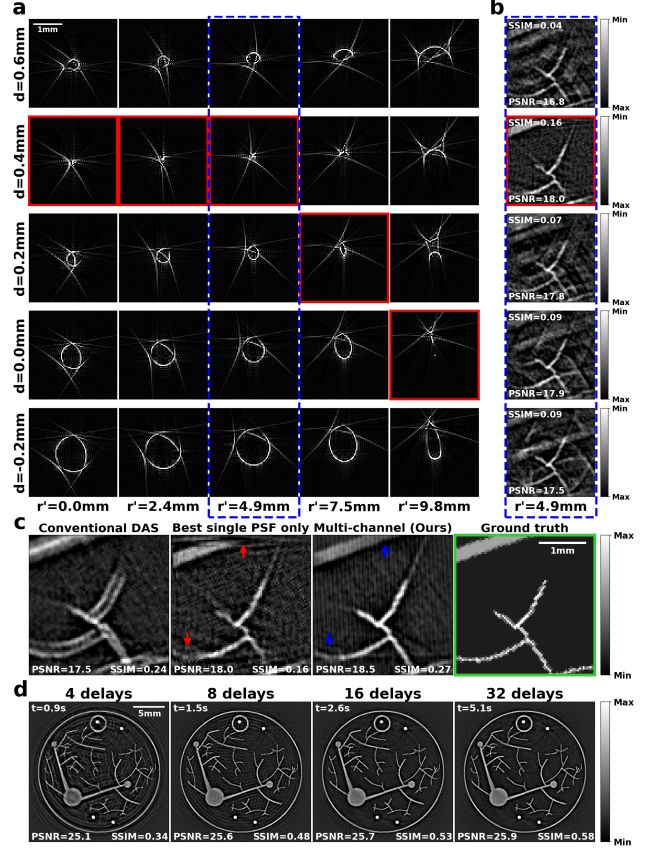 a
b
d=0.6mm
1mm
SSIM=0.04
PSNR=16.8
Min
Max
d=0.4mm
SSIM=0.16
PSNR=18.0
Min
Max
d=0.2mm
SSIM=0.07
PSNR=17.8
Min
Max
d=0.0mm
SSIM=0.09
PSNR=17.9
Min
Max
d=-0.2mm
SSIM=0.09
PSNR=17.5
Min
Max
r'=0.0mm r'=2.4mm r'=4.9mm r'=7.5mm r'=9.8mm r'=4.9mm
c
Conventional DAS Best single PSF only Multi-channel (Ours) Ground truth
1mm
Max
PSNR=17.5 SSIM=0.24 PSNR=18.0 SSIM=0.16 PSNR=18.5 SSIM=0.27
Min
d
4 delays 8 delays 16 delays 32 delays
t=0.9s 5mm t=1.5s t=2.6s t=5.1s
Max
PSNR=25.1 SSIM=0.34 PSNR=25.6 SSIM=0.48 PSNR=25.7 SSIM=0.53 PSNR=25.9 SSIM=0.58
Min